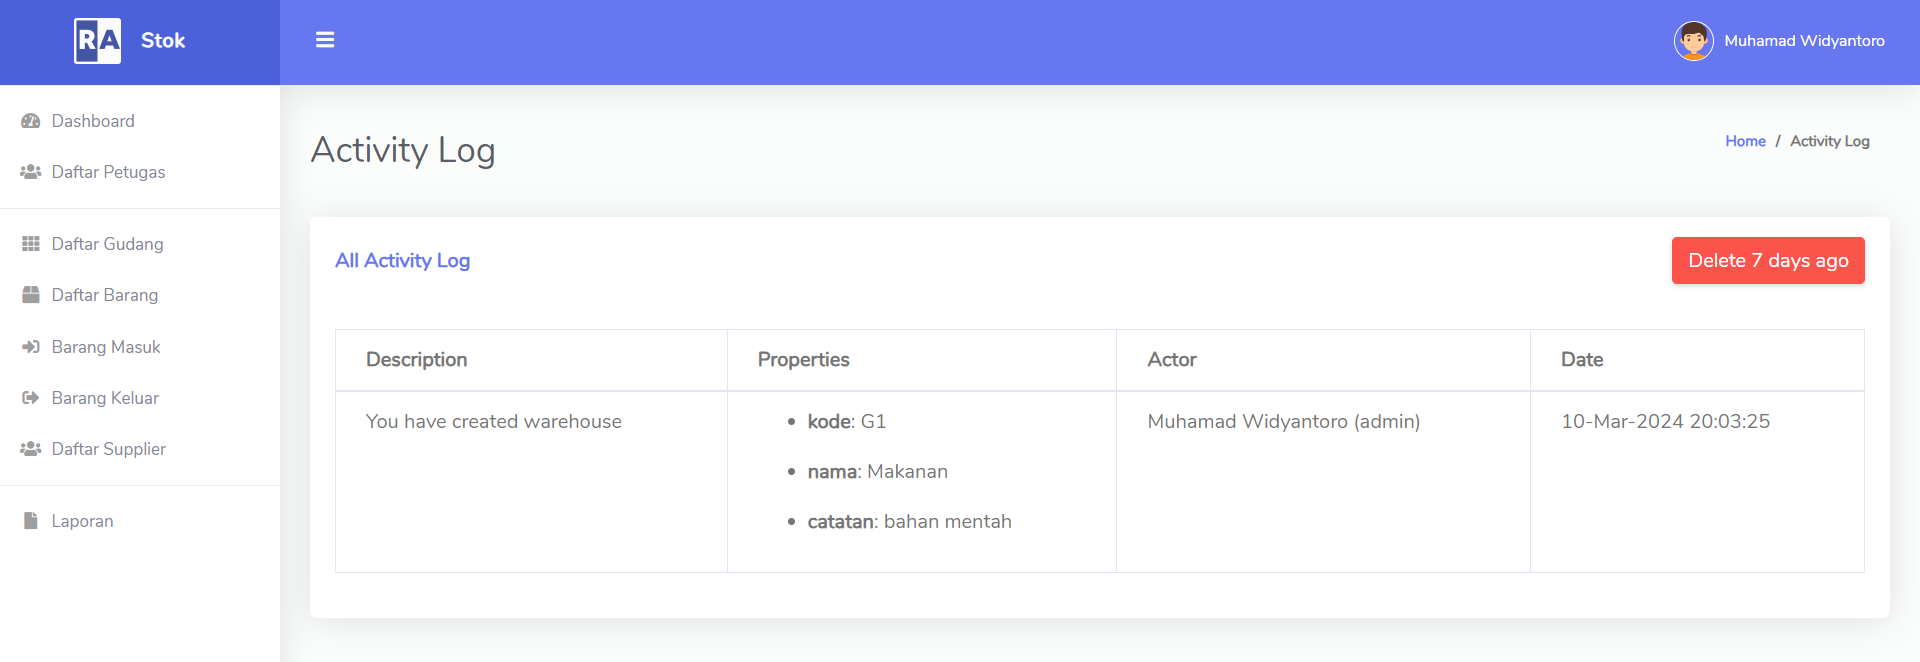 RA Stok
Muhamad Widyantoro
Dashboard
Daftar Petugas
Daftar Gudang
Daftar Barang
Barang Masuk
Barang Keluar
Daftar Supplier
Laporan
Activity Log
Home / Activity Log
All Activity Log
Delete 7 days ago
Description Properties Actor Date
You have created warehouse
• kode: G1
• nama: Makanan
• catatan: bahan mentah
Muhamad Widyantoro (admin)
10-Mar-2024 20:03:25